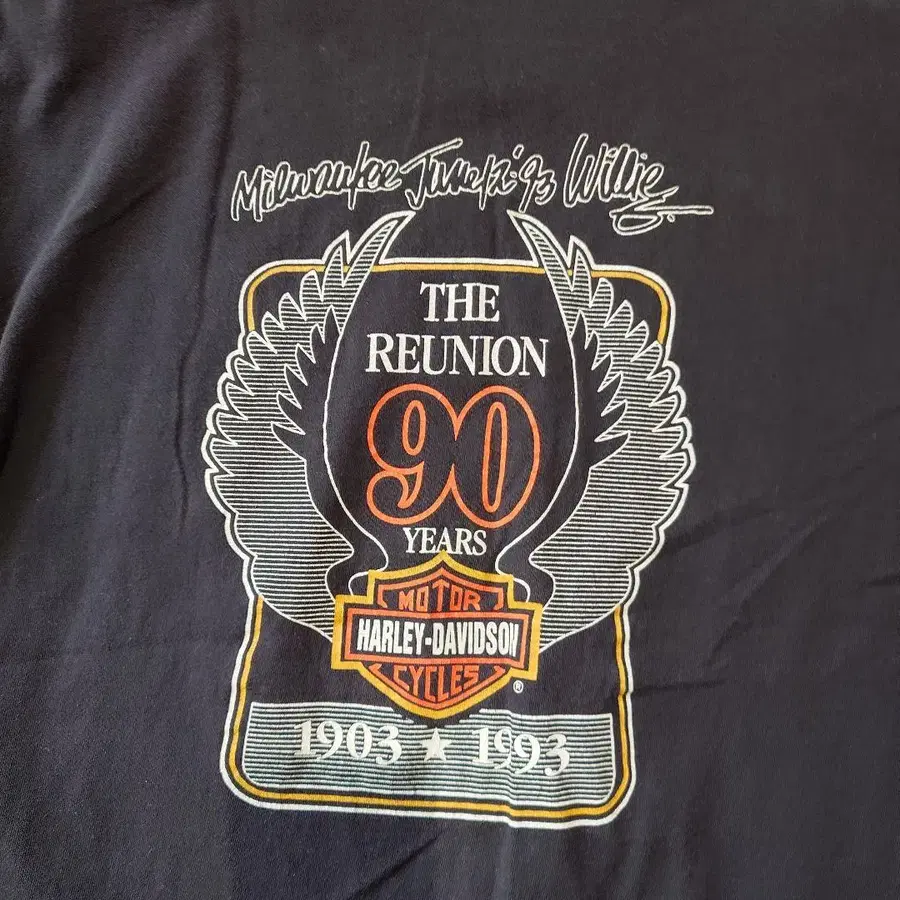 Milwaukee June 12 '93 Willie G.
THE
REUNION
90
YEARS
MOTOR
HARLEY-DAVIDSON
CYCLES
®
1903 ★ 1993